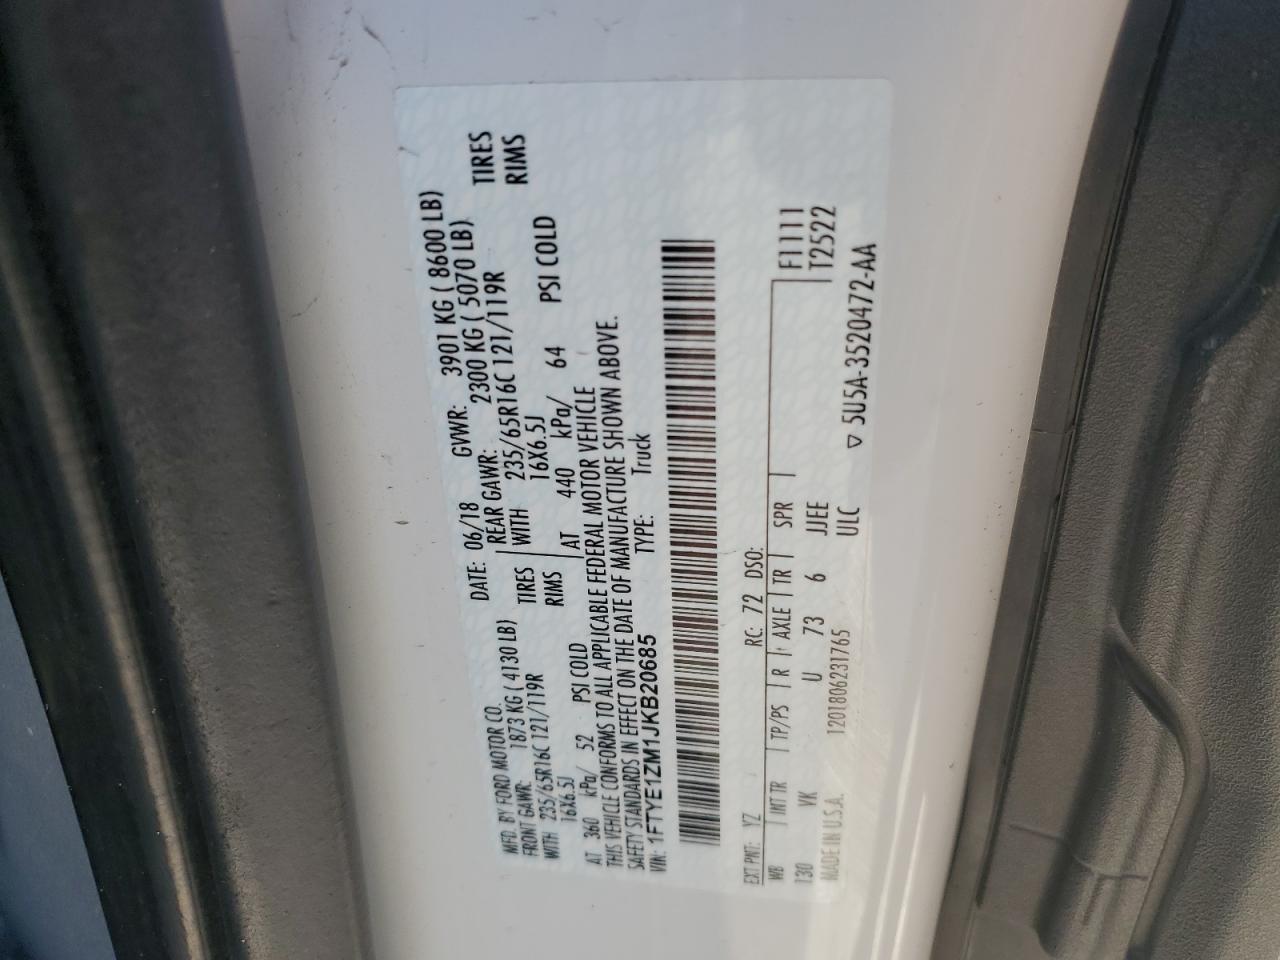 MFD. BY FORD MOTOR CO. DATE: 06/18 GVWR: 3901 KG ( 8600 LB)
FRONT GAWR: 1873 KG ( 4130 LB) REAR GAWR: 2300 KG ( 5070 LB)
WITH 235/65R16C 121/119R TIRES WITH 235/65R16C 121/119R TIRES
16X6.5J RIMS 16X6.5J RIMS
AT 360 kPa/ 52 PSI COLD AT 440 kPa/ 64 PSI COLD
THIS VEHICLE CONFORMS TO ALL APPLICABLE FEDERAL MOTOR VEHICLE
SAFETY STANDARDS IN EFFECT ON THE DATE OF MANUFACTURE SHOWN ABOVE.
VIN: 1FTYE1ZM1JKB20685 TYPE: Truck
EXT PNT: YZ RC: 72 DSO:
WB INT TR TP/PS R AXLE TR SPR F1111
130 VK U 73 6 JJEE T2522
MADE IN U.S.A. 1201806231765 ULC
▽ 5U5A-3520472-AA